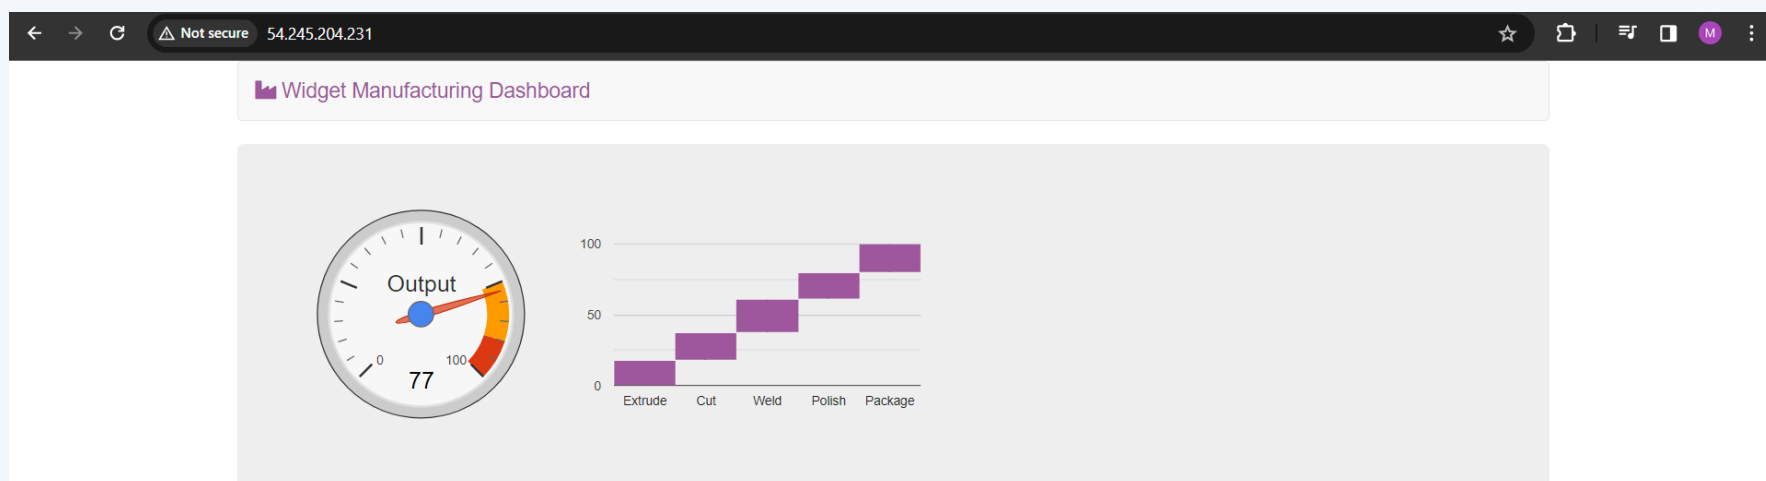 Not secure 54.245.204.231
M
Widget Manufacturing Dashboard
Output
0 100
77
100
50
0
Extrude Cut Weld Polish Package